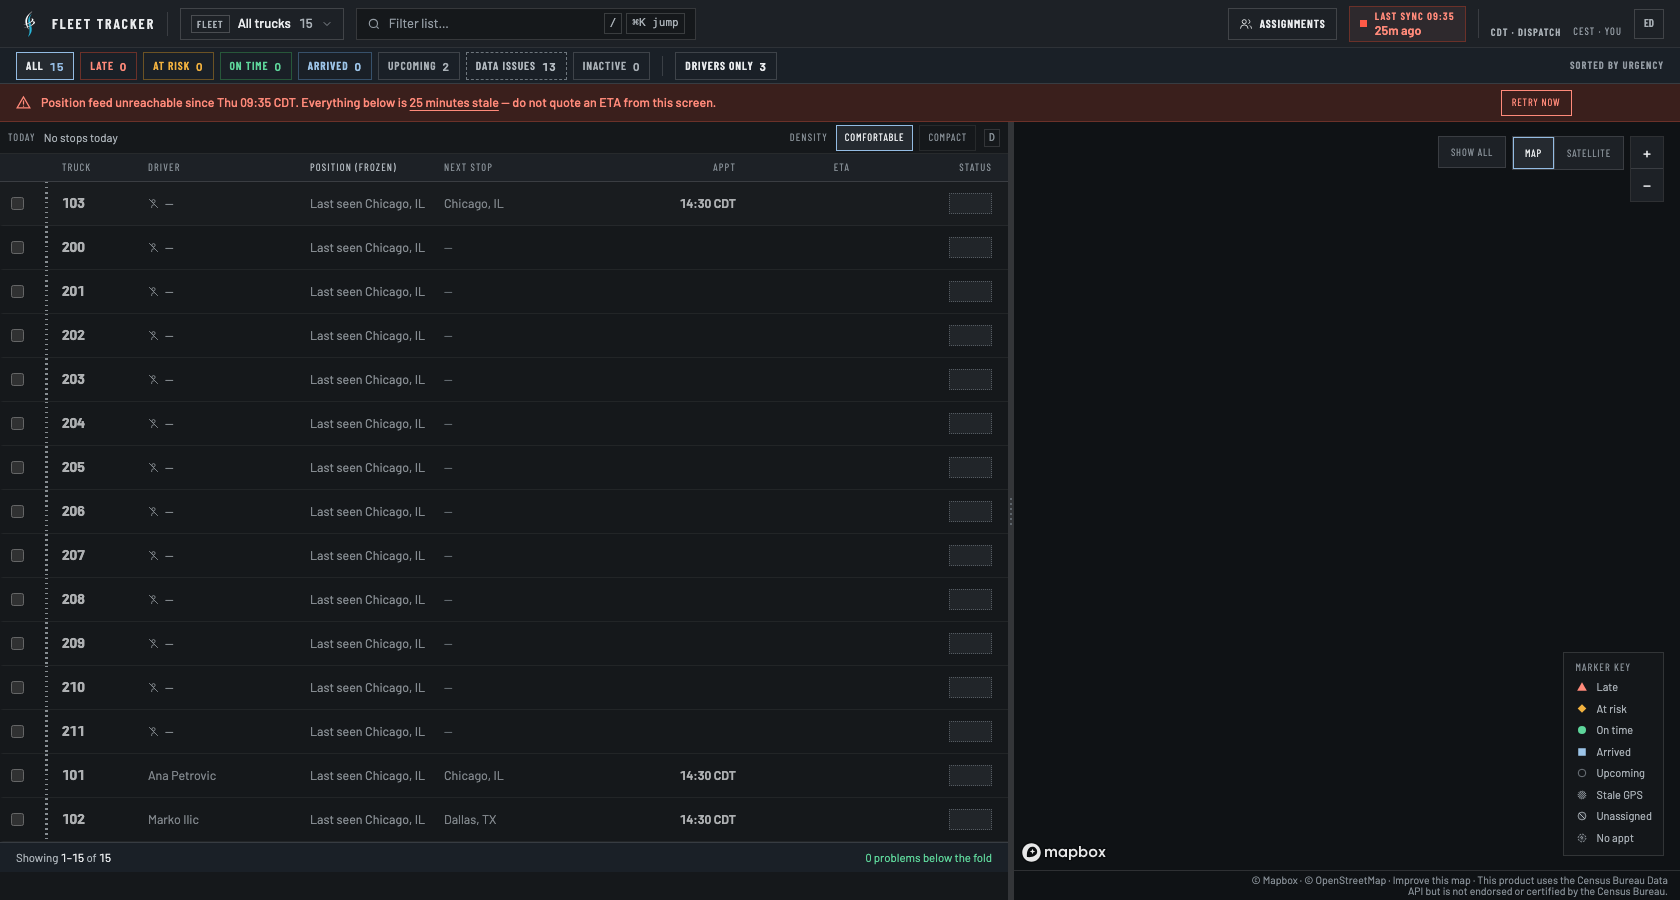 FLEET TRACKER
FLEET All trucks 15
Filter list... / ⌘K jump
ASSIGNMENTS
LAST SYNC 09:35
25m ago
CDT · DISPATCH CEST · YOU
ED
ALL 15 LATE 0 AT RISK 0 ON TIME 0 ARRIVED 0 UPCOMING 2 DATA ISSUES 13 INACTIVE 0 DRIVERS ONLY 3
SORTED BY URGENCY
Position feed unreachable since Thu 09:35 CDT. Everything below is 25 minutes stale — do not quote an ETA from this screen.
RETRY NOW
TODAY No stops today
DENSITY COMFORTABLE COMPACT D
TRUCK DRIVER POSITION (FROZEN) NEXT STOP APPT ETA STATUS
103 — Last seen Chicago, IL Chicago, IL 14:30 CDT
200 — Last seen Chicago, IL —
201 — Last seen Chicago, IL —
202 — Last seen Chicago, IL —
203 — Last seen Chicago, IL —
204 — Last seen Chicago, IL —
205 — Last seen Chicago, IL —
206 — Last seen Chicago, IL —
207 — Last seen Chicago, IL —
208 — Last seen Chicago, IL —
209 — Last seen Chicago, IL —
210 — Last seen Chicago, IL —
211 — Last seen Chicago, IL —
101 Ana Petrovic Last seen Chicago, IL Chicago, IL 14:30 CDT
102 Marko Ilic Last seen Chicago, IL Dallas, TX 14:30 CDT
Showing 1–15 of 15
0 problems below the fold
SHOW ALL MAP SATELLITE +
−
MARKER KEY
Late
At risk
On time
Arrived
Upcoming
Stale GPS
Unassigned
No appt
mapbox
© Mapbox · © OpenStreetMap · Improve this map · This product uses the Census Bureau Data
API but is not endorsed or certified by the Census Bureau.